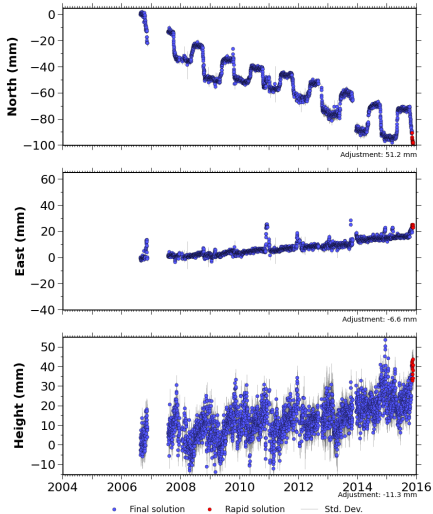 North (mm)
0
−20
−40
−60
−80
−100
Adjustment: 51.2 mm
East (mm)
60
40
20
0
−20
−40
Adjustment: -6.6 mm
Height (mm)
50
40
30
20
10
0
−10
2004 2006 2008 2010 2012 2014 2016
Adjustment: -11.3 mm
Final solution Rapid solution Std. Dev.